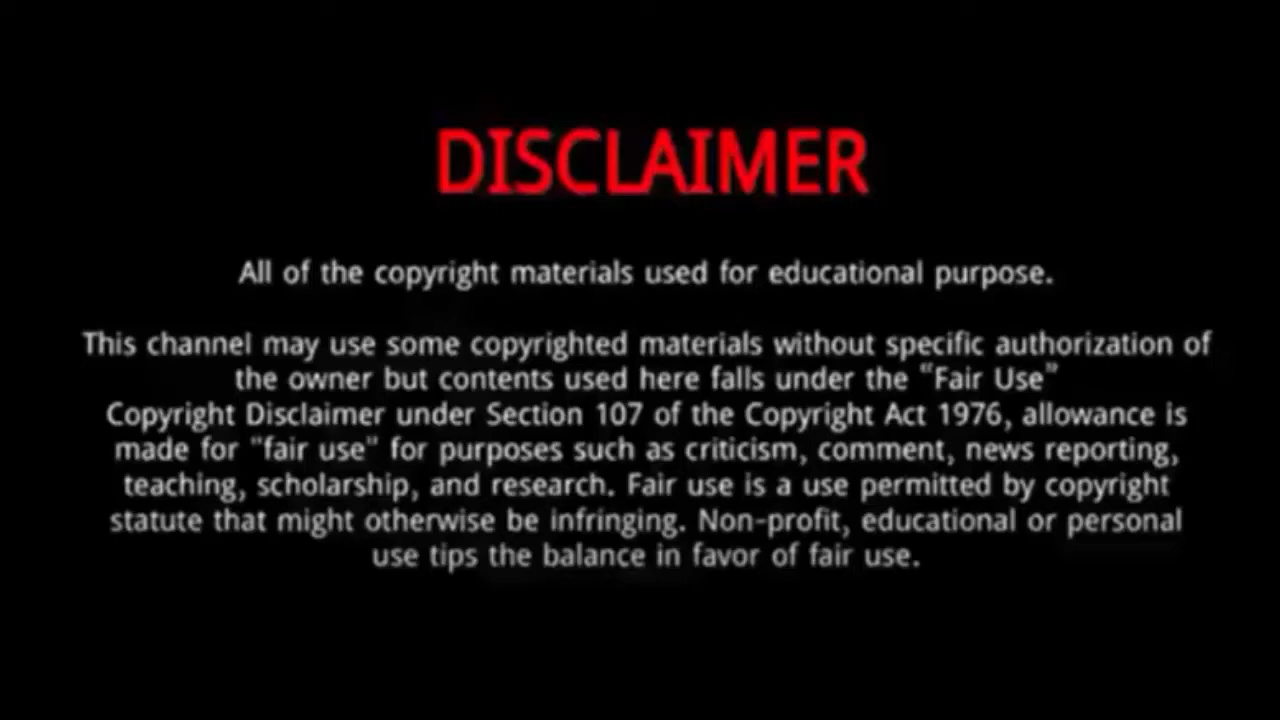 DISCLAIMER
All of the copyright materials used for educational purpose.
This channel may use some copyrighted materials without specific authorization of
the owner but contents used here falls under the “Fair Use”
Copyright Disclaimer under Section 107 of the Copyright Act 1976, allowance is
made for "fair use" for purposes such as criticism, comment, news reporting,
teaching, scholarship, and research. Fair use is a use permitted by copyright
statute that might otherwise be infringing. Non-profit, educational or personal
use tips the balance in favor of fair use.